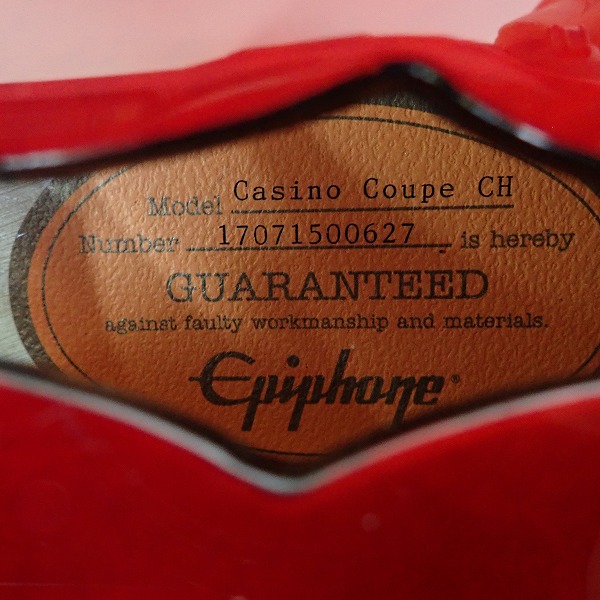 Model Casino Coupe CH
Number 17071500627 is hereby
GUARANTEED
against faulty workmanship and materials.
Epiphone®